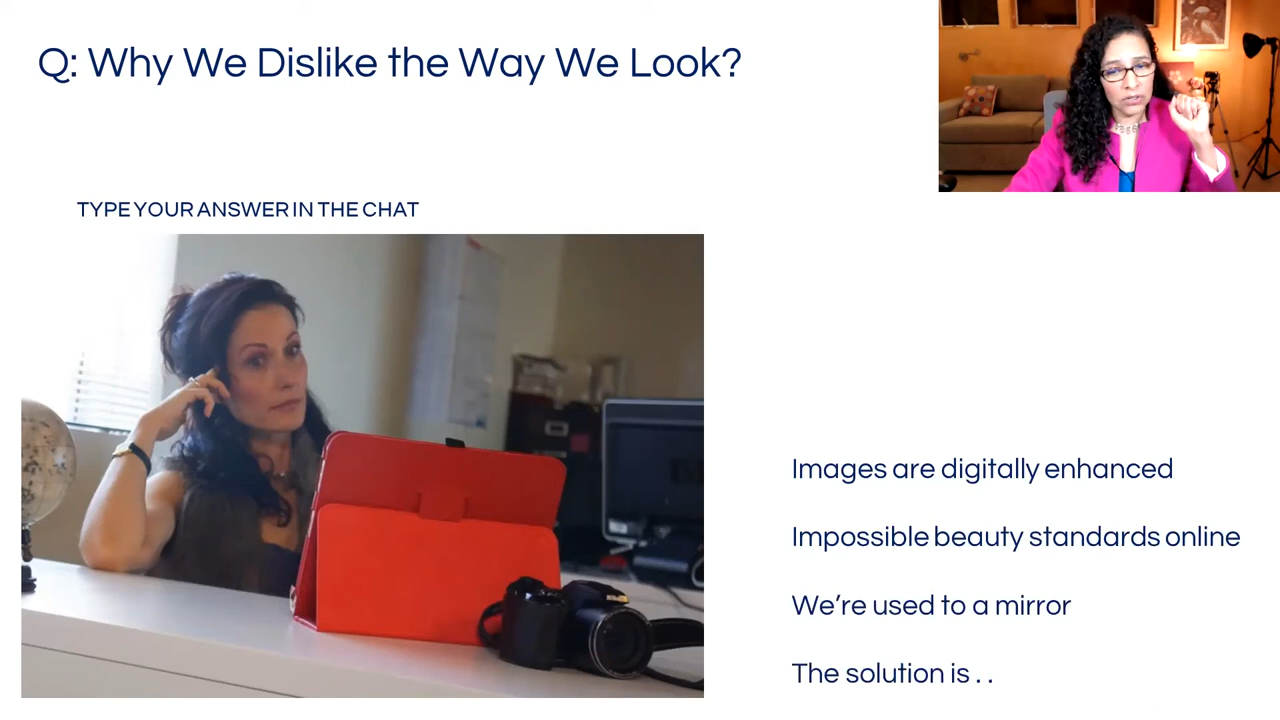 Q: Why We Dislike the Way We Look?
TYPE YOUR ANSWER IN THE CHAT
Images are digitally enhanced
Impossible beauty standards online
We’re used to a mirror
The solution is . .